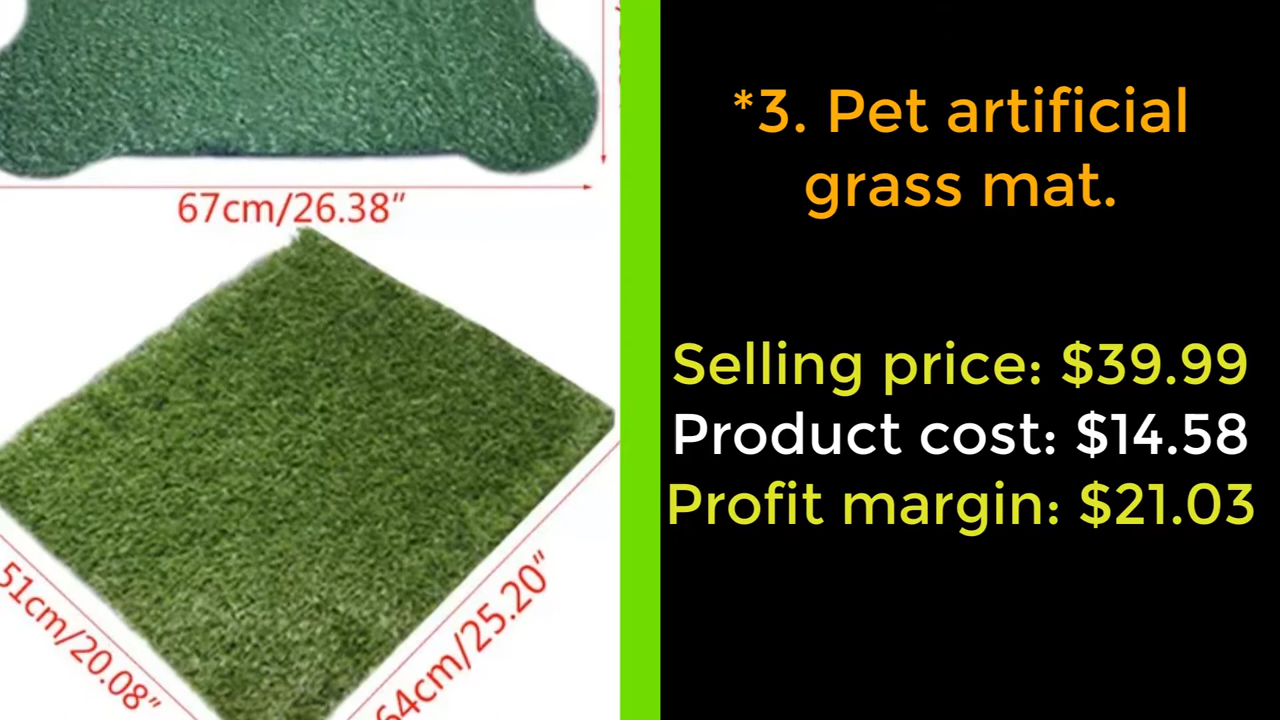 67cm/26.38"
51cm/20.08"
64cm/25.20"
*3. Pet artificial
grass mat.
Selling price: $39.99
Product cost: $14.58
Profit margin: $21.03